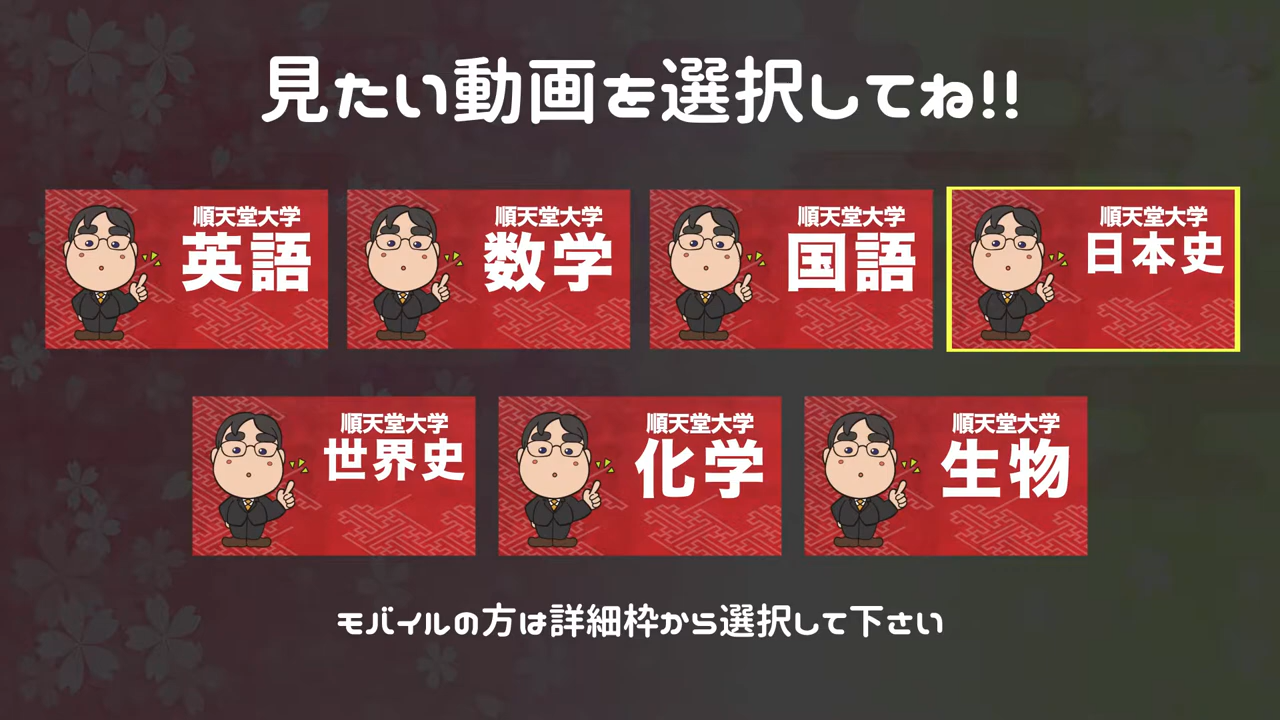 見たい動画を選択してね!!
順天堂大学
英語
順天堂大学
数学
順天堂大学
国語
順天堂大学
日本史
順天堂大学
世界史
順天堂大学
化学
順天堂大学
生物
モバイルの方は詳細枠から選択して下さい